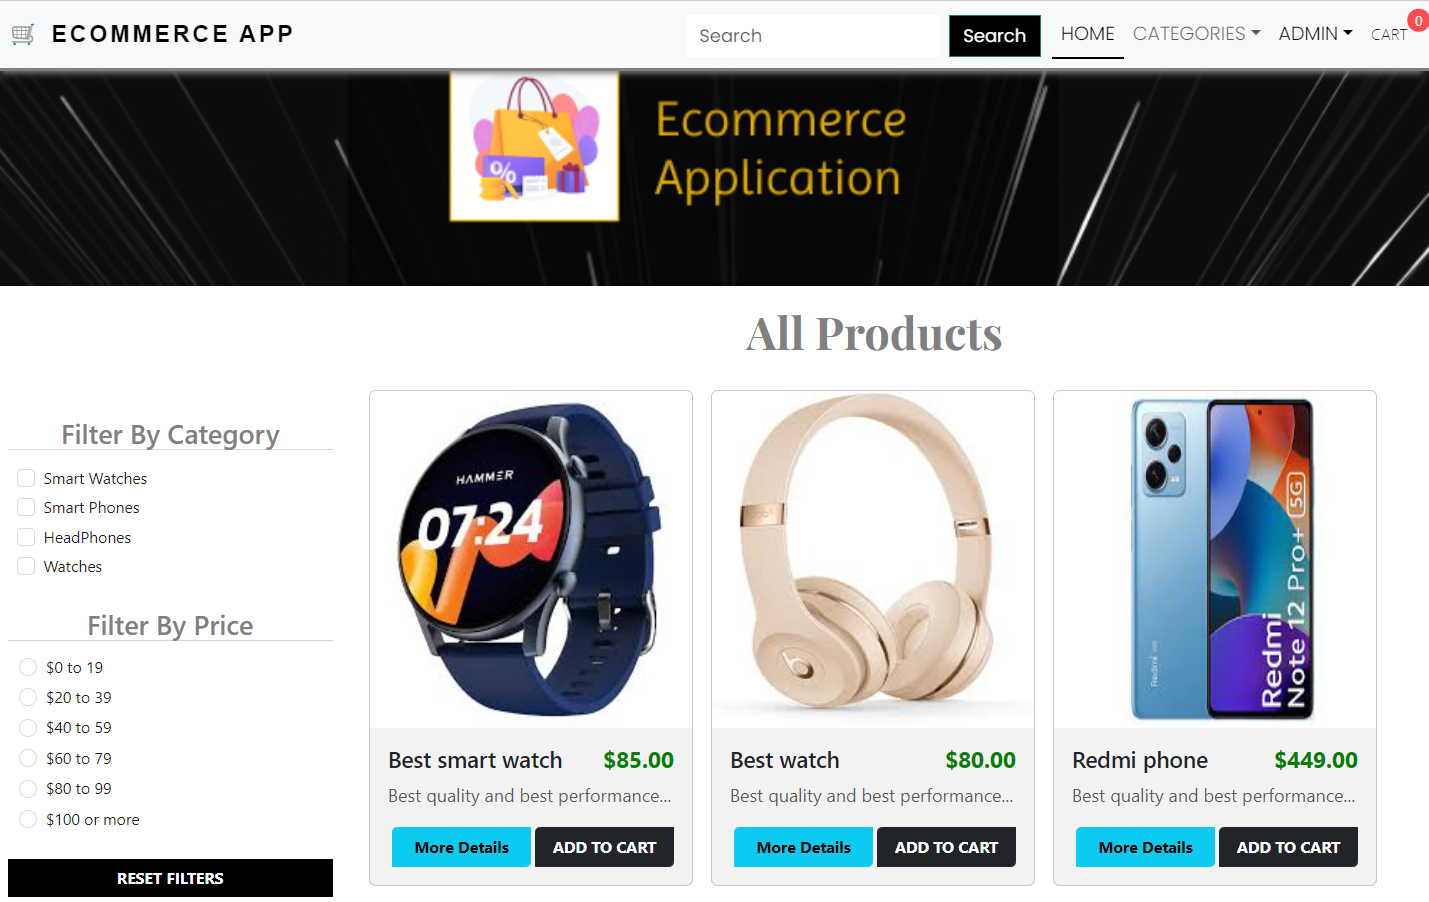 ECOMMERCE APP
Search
Search
HOME
CATEGORIES
ADMIN
CART
0
%
Ecommerce
Application
All Products
Filter By Category
Smart Watches
Smart Phones
HeadPhones
Watches
Filter By Price
$0 to 19
$20 to 39
$40 to 59
$60 to 79
$80 to 99
$100 or more
RESET FILTERS
HAMMER
07:24
Best smart watch $85.00
Best quality and best performance...
More Details ADD TO CART
Best watch $80.00
Best quality and best performance...
More Details ADD TO CART
Redmi
Redmi
Note 12 Pro+ 5G
Redmi phone $449.00
Best quality and best performance...
More Details ADD TO CART